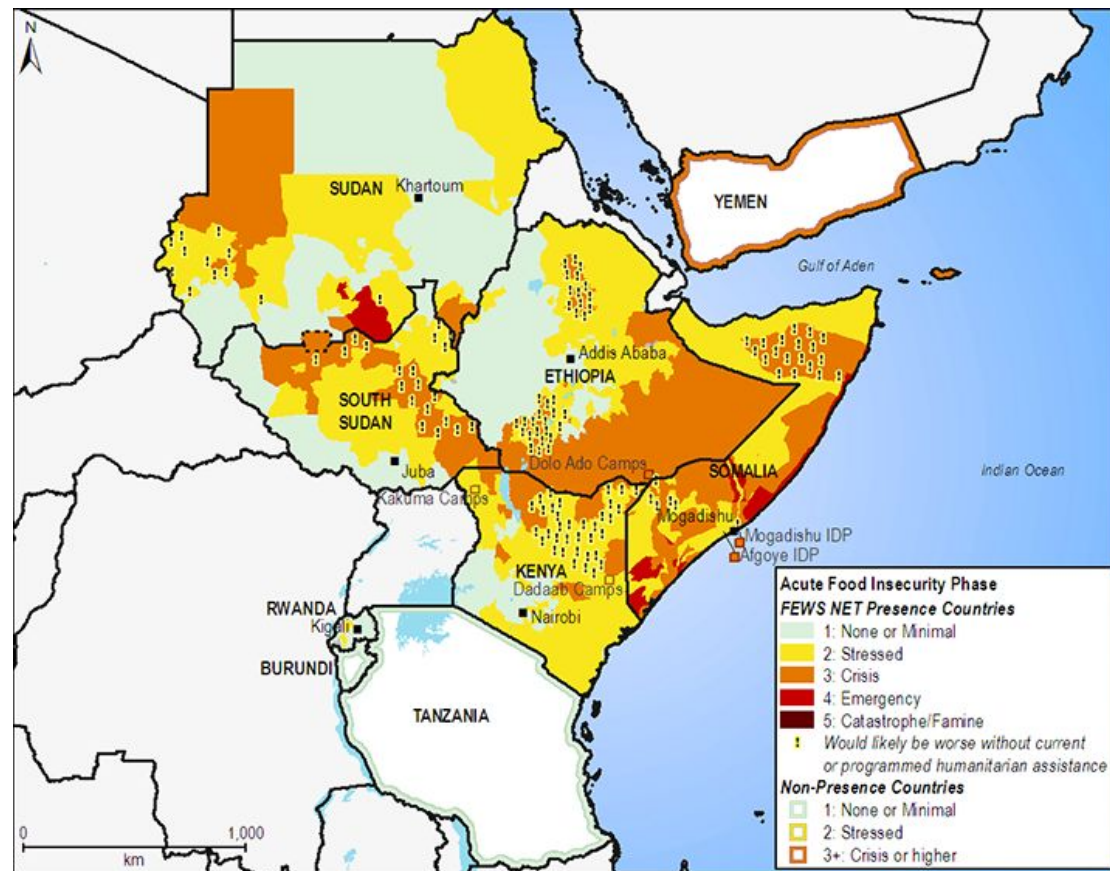 N
SUDAN
Khartoum
YEMEN
Gulf of Aden
Addis Ababa
ETHIOPIA
SOUTH
SUDAN
Juba
Dolo Ado Camps
SOMALIA
Indian Ocean
Kakuma Camps
Mogadishu
Mogadishu IDP
Afgoye IDP
KENYA
Dadaab Camps
Nairobi
RWANDA
Kigali
BURUNDI
TANZANIA
0 1,000
km
Acute Food Insecurity Phase
FEWS NET Presence Countries
1: None or Minimal
2: Stressed
3: Crisis
4: Emergency
5: Catastrophe/Famine
! Would likely be worse without current
or programmed humanitarian assistance
Non-Presence Countries
1: None or Minimal
2: Stressed
3+: Crisis or higher